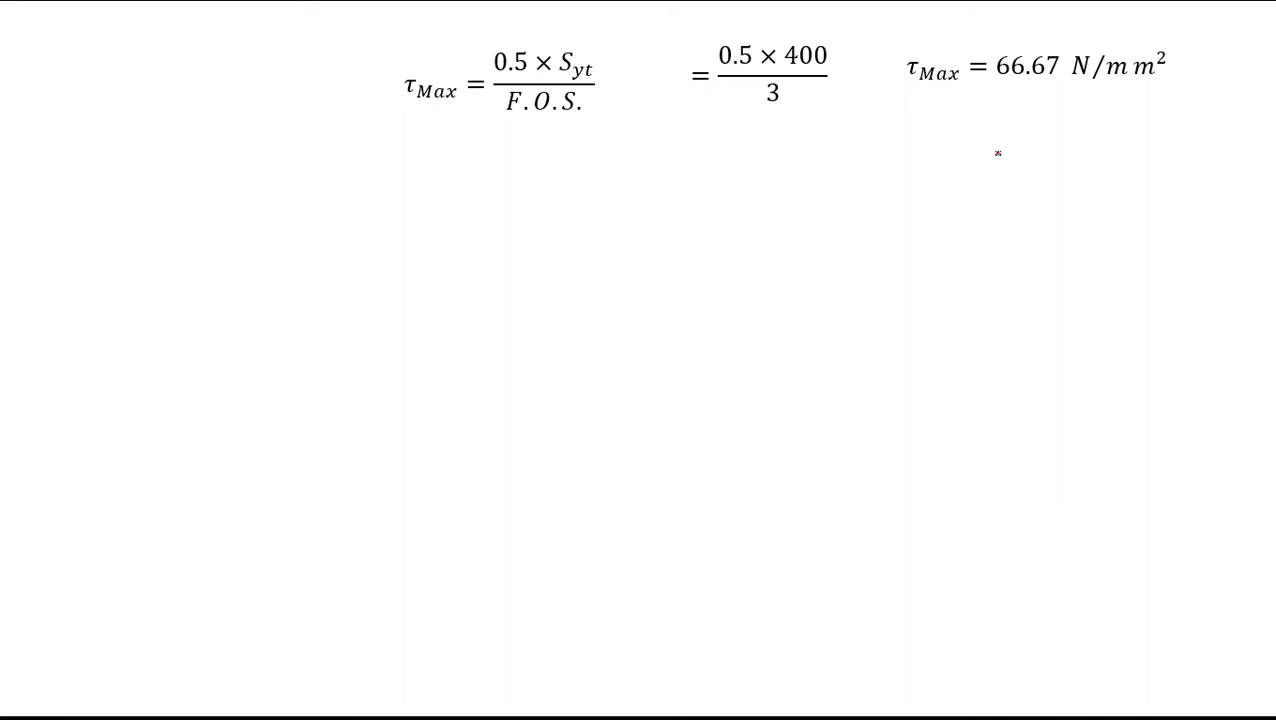 τ_Max = (0.5 × S_yt) / (F.O.S.) = (0.5 × 400) / 3 τ_Max = 66.67 N/mm²